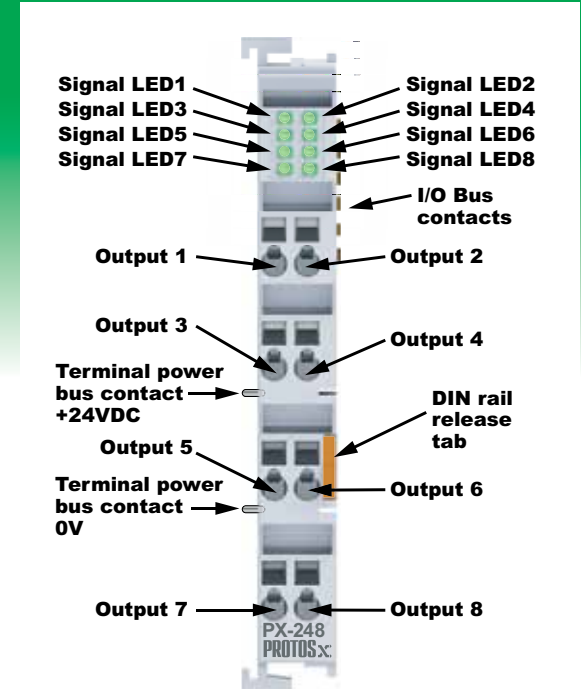 Signal LED1
Signal LED2
Signal LED3
Signal LED4
Signal LED5
Signal LED6
Signal LED7
Signal LED8
I/O Bus
contacts
Output 1
Output 2
Output 3
Output 4
Terminal power
bus contact
+24VDC
DIN rail
release
tab
Output 5
Output 6
Terminal power
bus contact
0V
Output 7
Output 8
PX-248
PROTOS X